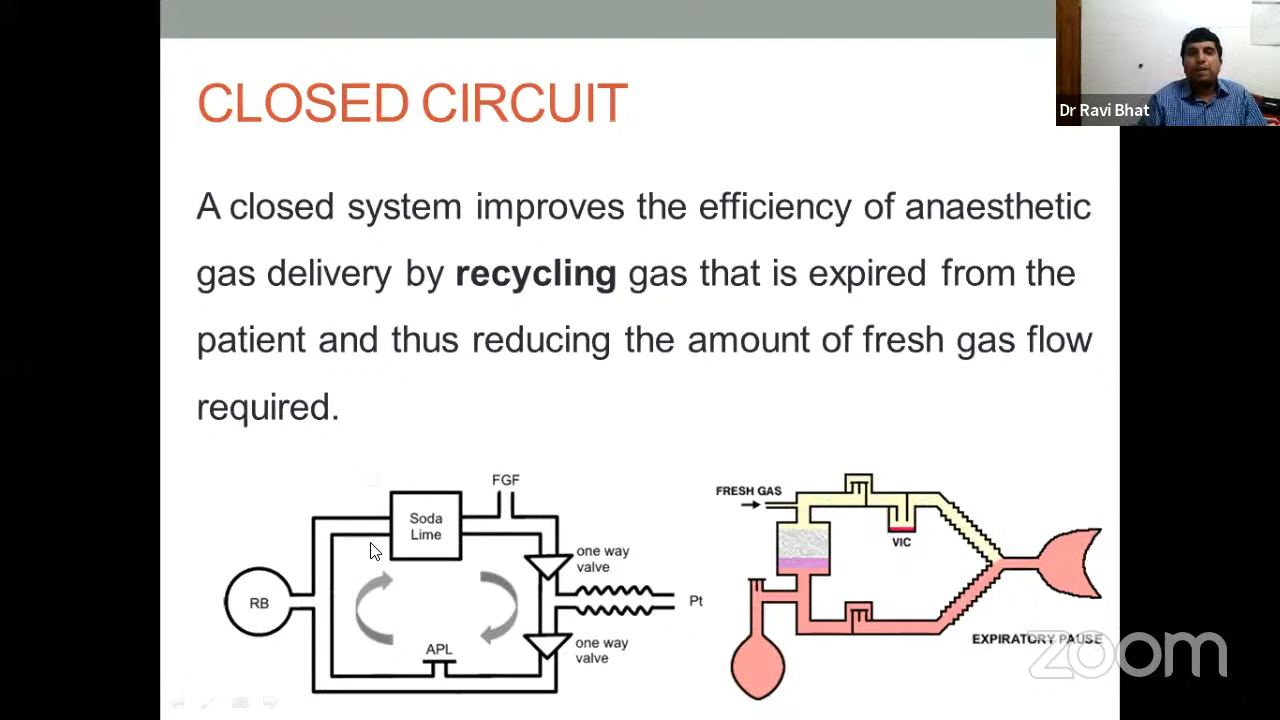 CLOSED CIRCUIT
Dr Ravi Bhat
A closed system improves the efficiency of anaesthetic
gas delivery by recycling gas that is expired from the
patient and thus reducing the amount of fresh gas flow
required.
FGF
Soda
Lime
one way
valve
RB
Pt
APL
one way
valve
FRESH GAS
VIC
EXPIRATORY PAUSE
zoom